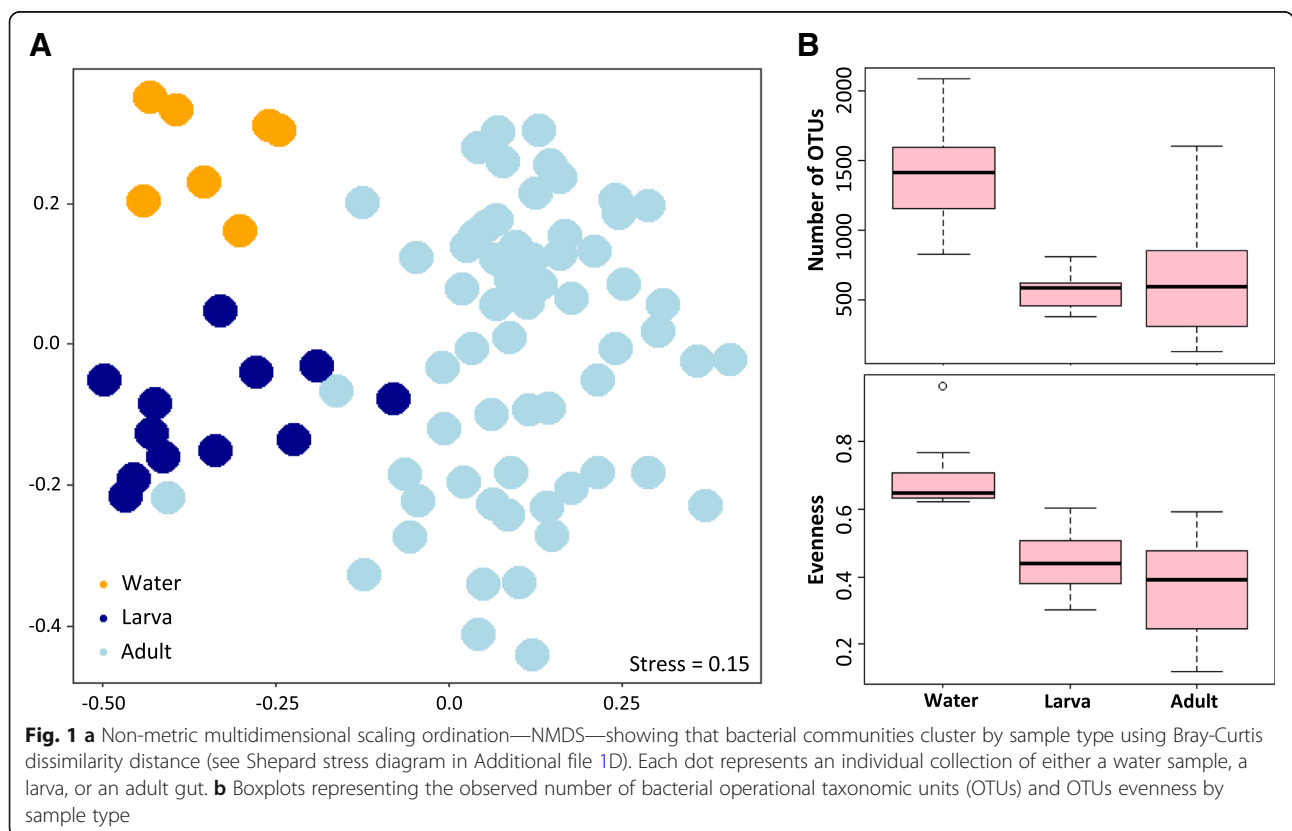 A
B
0.2
0.0
-0.2
-0.4
Water
Larva
Adult
Stress = 0.15
-0.50
-0.25
0.0
0.25
Number of OTUs
2000
1500
1000
500
Evenness
0.8
0.6
0.4
0.2
Water
Larva
Adult
Fig. 1 a Non-metric multidimensional scaling ordination—NMDS—showing that bacterial communities cluster by sample type using Bray-Curtis
dissimilarity distance (see Shepard stress diagram in Additional file 1D). Each dot represents an individual collection of either a water sample, a
larva, or an adult gut. b Boxplots representing the observed number of bacterial operational taxonomic units (OTUs) and OTUs evenness by
sample type